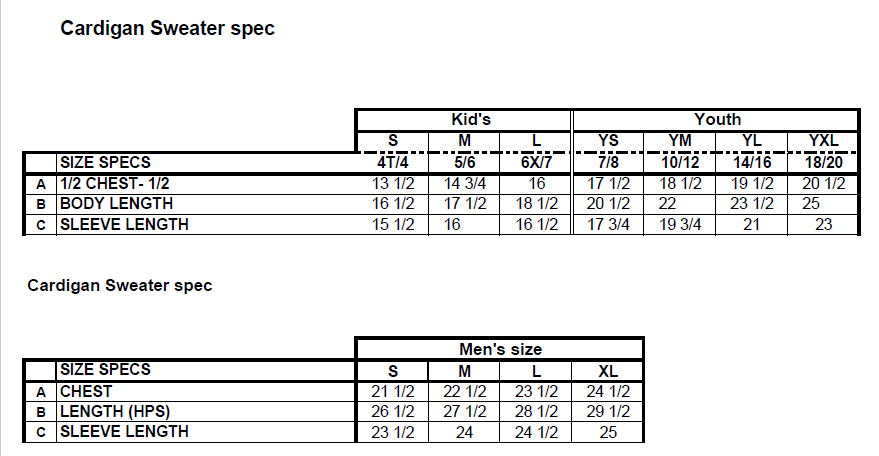 Cardigan Sweater spec
Kid's Youth
S M L YS YM YL YXL
SIZE SPECS 4T/4 5/6 6X/7 7/8 10/12 14/16 18/20
A 1/2 CHEST- 1/2 13 1/2 14 3/4 16 17 1/2 18 1/2 19 1/2 20 1/2
B BODY LENGTH 16 1/2 17 1/2 18 1/2 20 1/2 22 23 1/2 25
C SLEEVE LENGTH 15 1/2 16 16 1/2 17 3/4 19 3/4 21 23
Cardigan Sweater spec
Men's size
SIZE SPECS S M L XL
A CHEST 21 1/2 22 1/2 23 1/2 24 1/2
B LENGTH (HPS) 26 1/2 27 1/2 28 1/2 29 1/2
C SLEEVE LENGTH 23 1/2 24 24 1/2 25